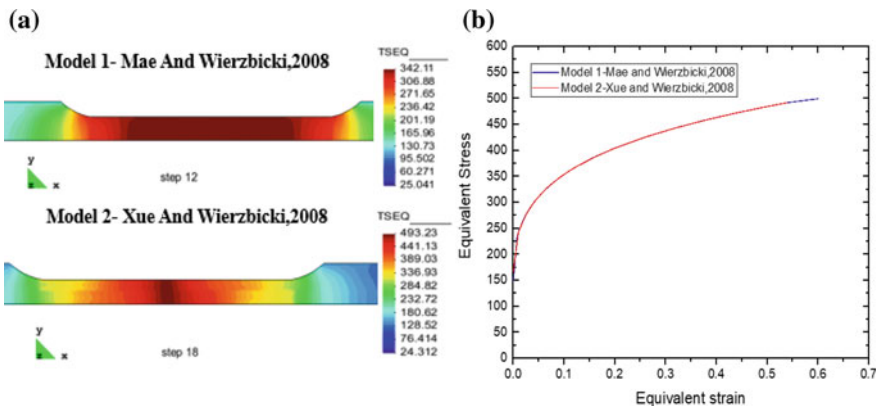 (a)
Model 1- Mae And Wierzbicki,2008
TSEQ
342.11
306.88
271.65
236.42
201.19
165.96
130.73
95.502
60.271
25.041
y
z x
step 12
Model 2- Xue And Wierzbicki,2008
TSEQ
493.23
441.13
389.03
336.93
284.82
232.72
180.62
128.52
76.414
24.312
y
z x
step 18
(b)
Model 1-Mae and Wierzbicki,2008
Model 2-Xue and Wierzbicki,2008
600
550
500
450
400
350
300
250
200
150
100
50
0
Equivalent Stress
0.0 0.1 0.2 0.3 0.4 0.5 0.6 0.7
Equivalent strain